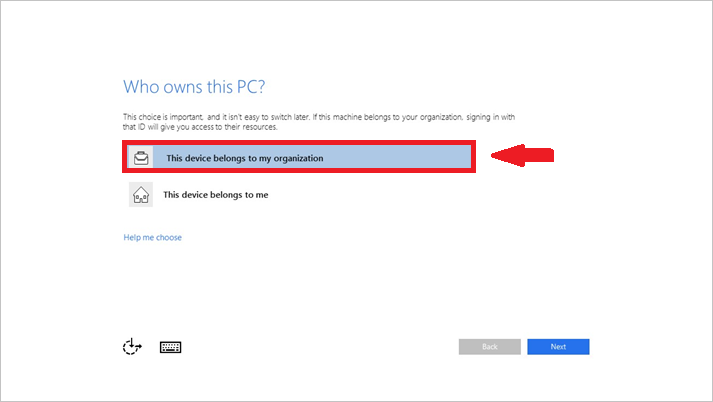 Who owns this PC?
This choice is important, and it isn't easy to switch later. If this machine belongs to your organization, signing in with
that ID will give you access to their resources.
This device belongs to my organization
This device belongs to me
Help me choose
Back
Next